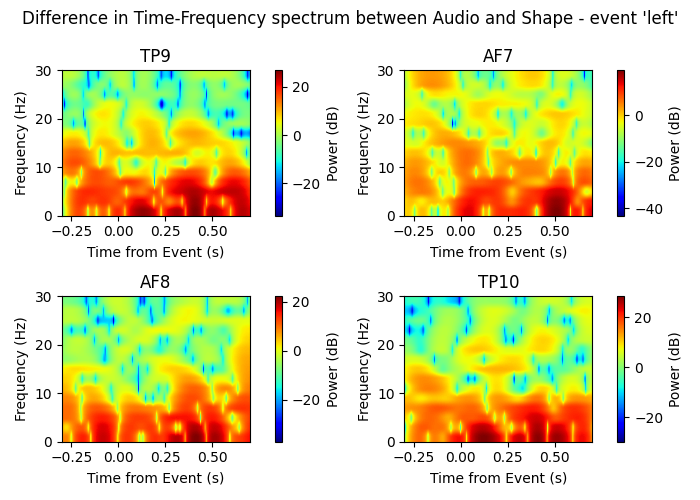 Difference in Time-Frequency spectrum between Audio and Shape - event 'left'
TP9
30
20
10
0
Frequency (Hz)
−0.25 0.00 0.25 0.50
Time from Event (s)
20
0
−20
Power (dB)
AF7
30
20
10
0
Frequency (Hz)
−0.25 0.00 0.25 0.50
Time from Event (s)
0
−20
−40
Power (dB)
AF8
30
20
10
0
Frequency (Hz)
−0.25 0.00 0.25 0.50
Time from Event (s)
20
0
−20
Power (dB)
TP10
30
20
10
0
Frequency (Hz)
−0.25 0.00 0.25 0.50
Time from Event (s)
20
0
−20
Power (dB)